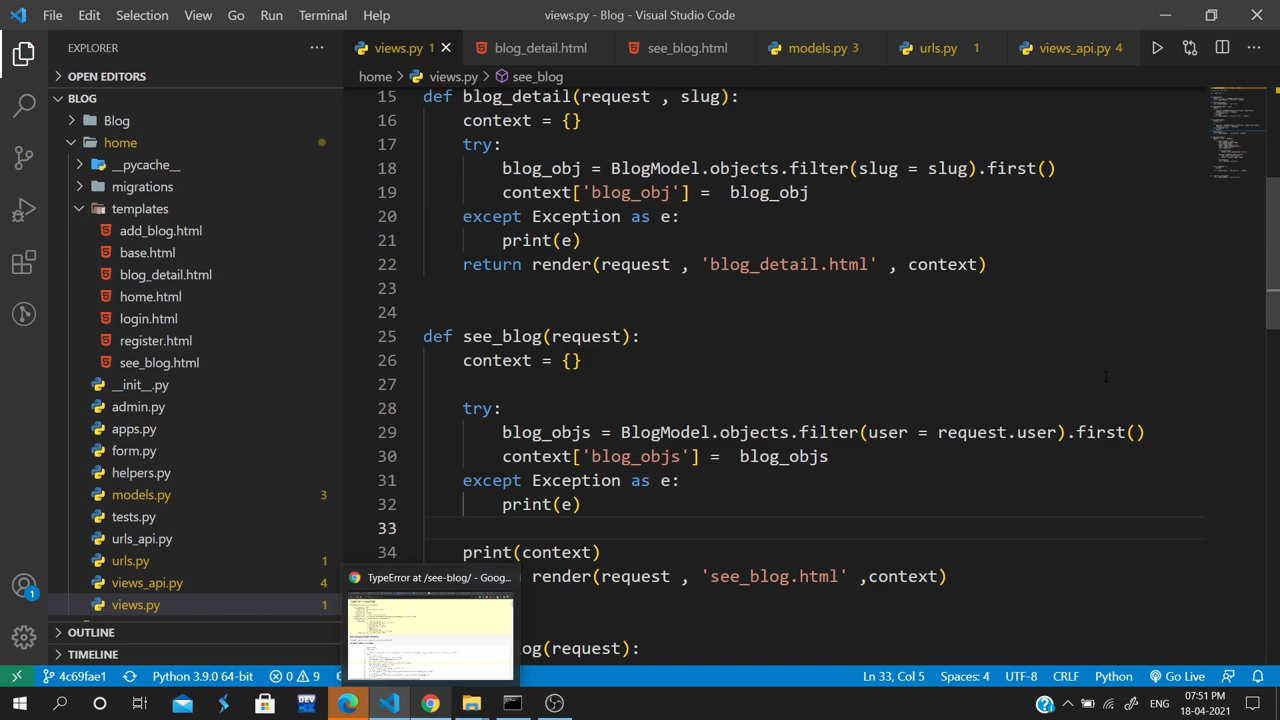 File Edit Selection View Go Run Terminal Help views.py - Blog - Visual Studio Code
EXPLORER
views.py 1 blog_detail.html see_blog.html models.py 3 urls.py 1 views_api.py 4
OPEN EDITORS
home > views.py > see_blog
BLOG
Blog
home
__pycache__
migrations
templates
add_blog.html
base.html
blog_detail.html
home.html
login.html
register.html
see_blog.html
__init__.py
admin.py
apps.py
form.py
helpers.py
models.py 3
tests.py
urls_api.py
urls.py 1
views_api.py 4
15 def blog_detail(request , slug):
16 context = {}
17 try:
18 blog_obj = BlogModel.objects.filter(slug = slug).first()
19 context['blog_obj'] = blog_obj
20 except Exception as e:
21 print(e)
22 return render(request , 'blog_detail.html' , context)
23
24
25 def see_blog(request):
26 context = {}
27
28 try:
29 blog_objs = BlogModel.objects.filter(user = request.user).first()
30 context['blog_objs'] = blog_objs
31 except Exception as e:
32 print(e)
33
34 print(context)
render(request , 'see_blog.html' ,context)
(request):
TypeError at /see-blog/ - Goog...
3.9.0 64-bit
Ln 33, Col 5 Spaces: 4 UTF-8 CRLF Python Go Live
1
ENG
07:51 PM
18-04-2021